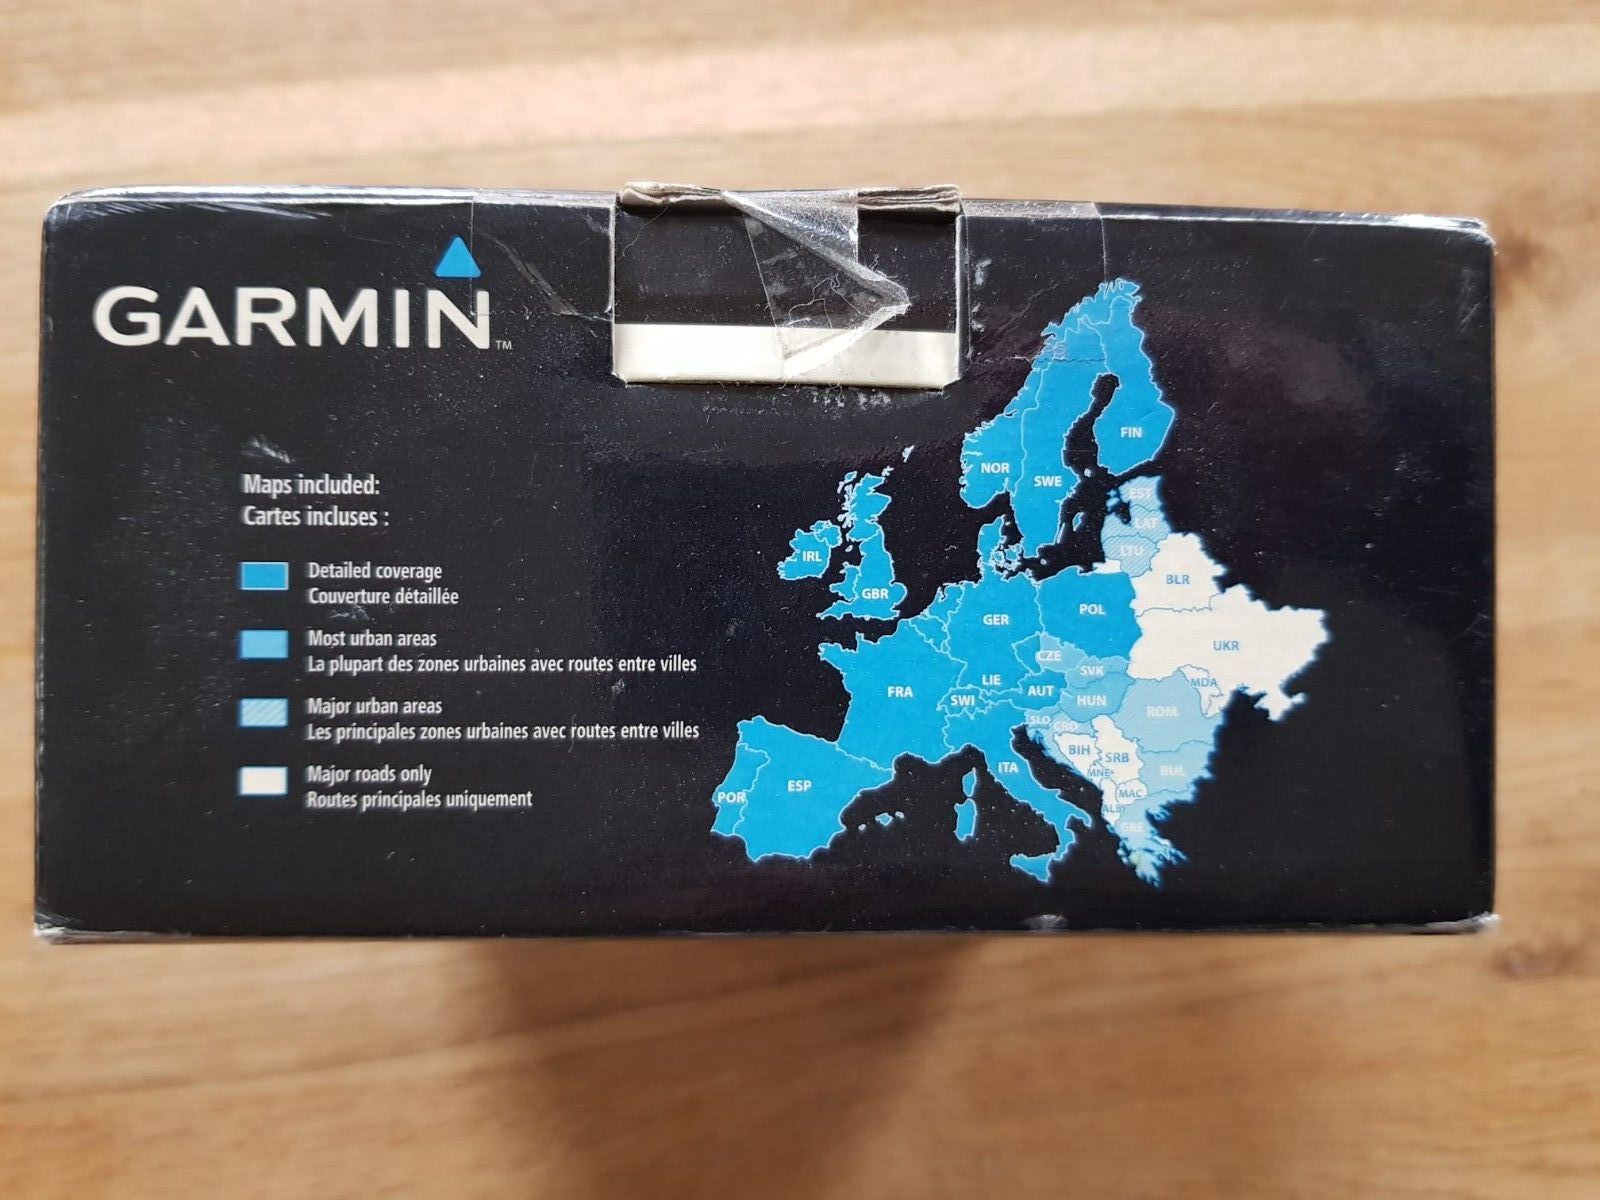 GARMIN™
Maps included:
Cartes incluses :
Detailed coverage
Couverture détaillée
Most urban areas
La plupart des zones urbaines avec routes entre villes
Major urban areas
Les principales zones urbaines avec routes entre villes
Major roads only
Routes principales uniquement
FIN
NOR
SWE
EST
LAT
LTU
IRL
GBR
BLR
GER
POL
UKR
CZE
SVK
MDA
FRA
LIE
SWI
AUT
HUN
ROM
SLO
CRO
BIH
SRB
POR
ESP
ITA
MNE
BUL
MAC
ALB
GRE